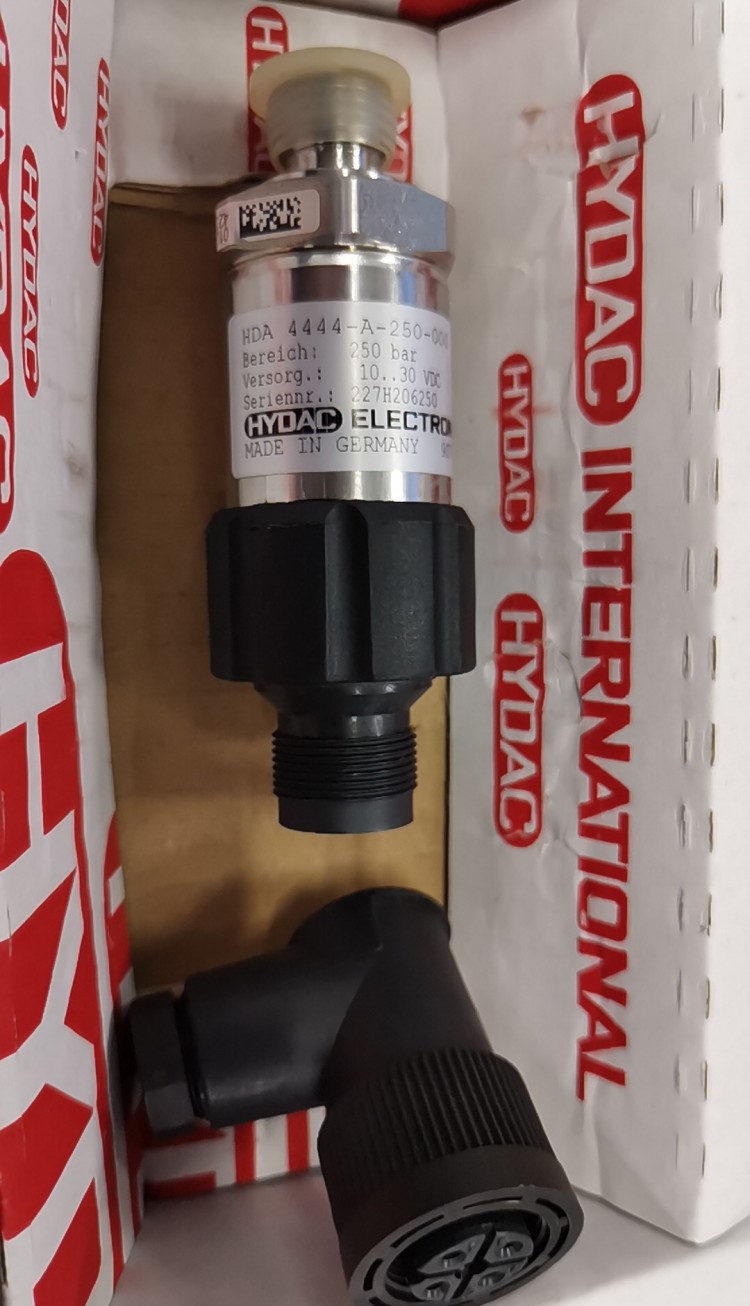 HYDAC
HYDAC
HYDAC
HYDAC
HDA 4444-A-250-000
Bereich: 250 bar
Versorg.: 10..30 VDC
Seriennr.: 227H206250
HYDAC ELECTRON
MADE IN GERMANY
HYDAC INTERNATIONAL
HYDAC
HYDAC